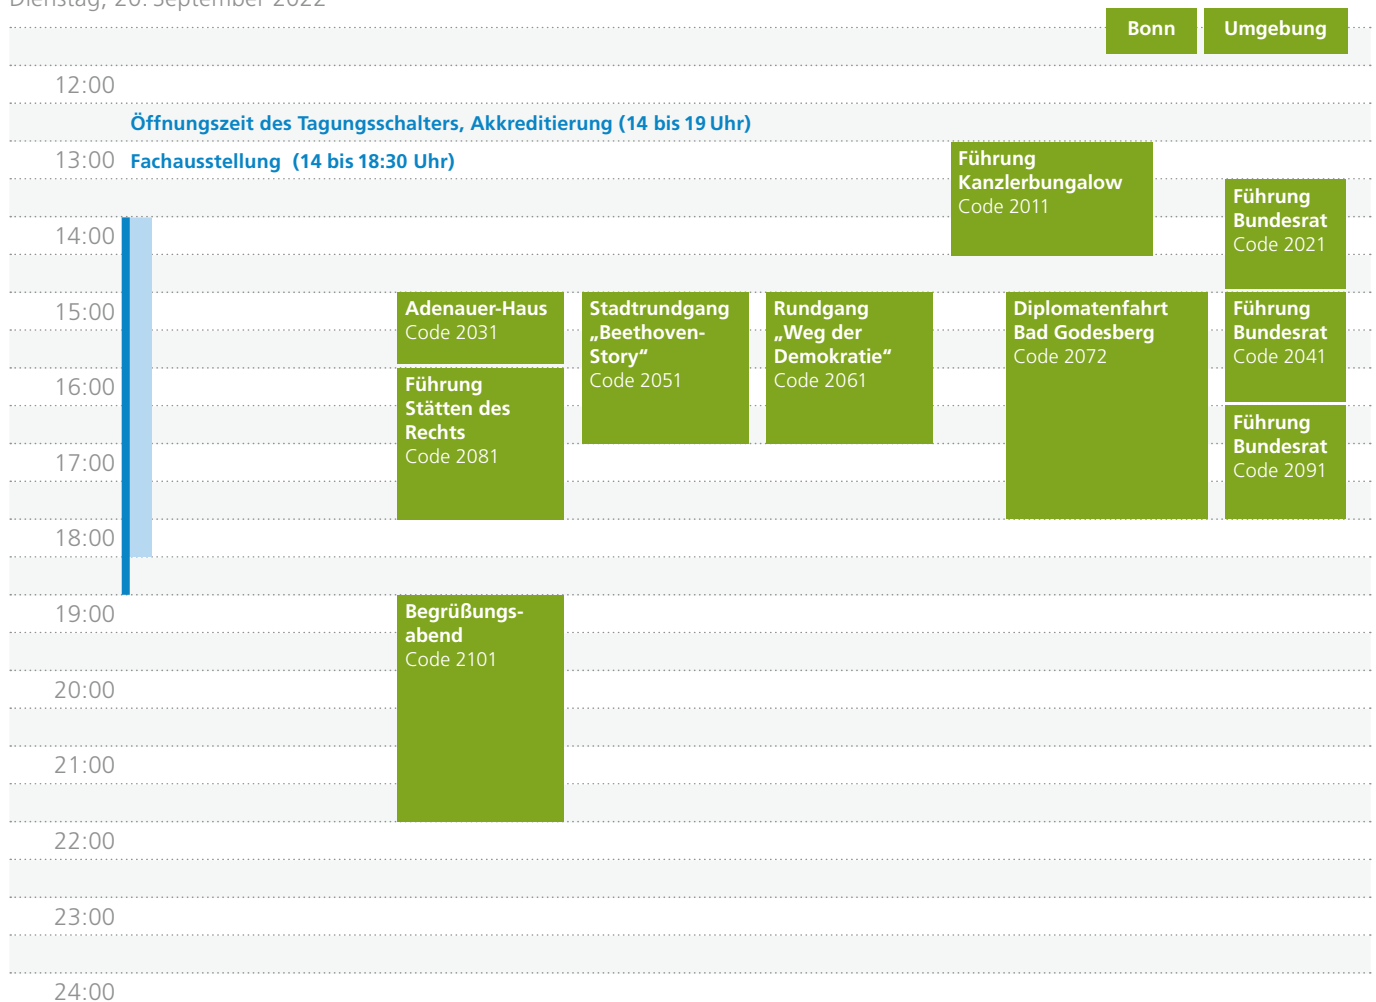 Dienstag, 20. September 2022
Bonn
Umgebung
12:00
Öffnungszeit des Tagungsschalters, Akkreditierung (14 bis 19 Uhr)
13:00
Fachausstellung (14 bis 18:30 Uhr)
Führung
Kanzlerbungalow
Code 2011
Führung
Bundesrat
Code 2021
14:00
15:00
Adenauer-Haus
Code 2031
Stadtrundgang
„Beethoven-
Story“
Code 2051
Rundgang
„Weg der
Demokratie“
Code 2061
Diplomatenfahrt
Bad Godesberg
Code 2072
Führung
Bundesrat
Code 2041
16:00
Führung
Stätten des
Rechts
Code 2081
Führung
Bundesrat
Code 2091
17:00
18:00
19:00
Begrüßungs-
abend
Code 2101
20:00
21:00
22:00
23:00
24:00